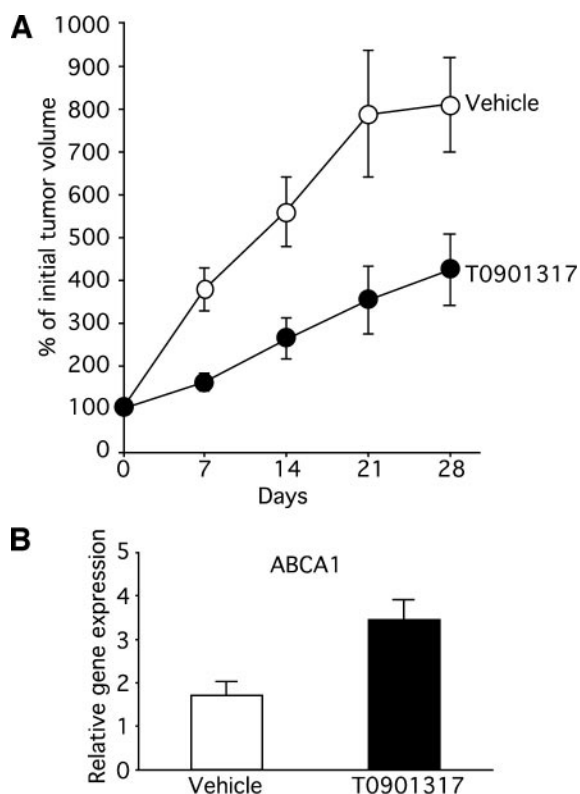 A
% of initial tumor volume
1000
900
800
700
600
500
400
300
200
100
0
Vehicle
T0901317
0 7 14 21 28
Days
B
Relative gene expression
ABCA1
5
4
3
2
1
0
Vehicle T0901317